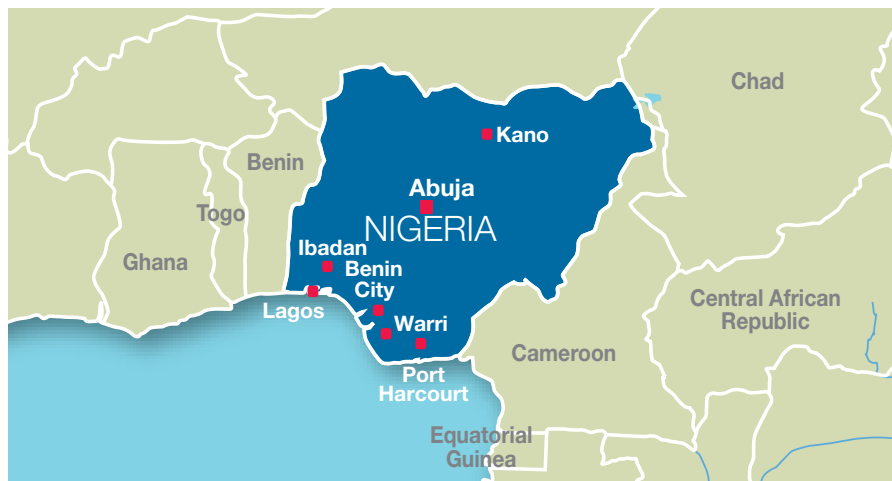 Chad
Kano
Benin
Abuja
Togo
NIGERIA
Ibadan
Ghana
Benin
City
Lagos
Central African
Republic
Warri
Cameroon
Port
Harcourt
Equatorial
Guinea